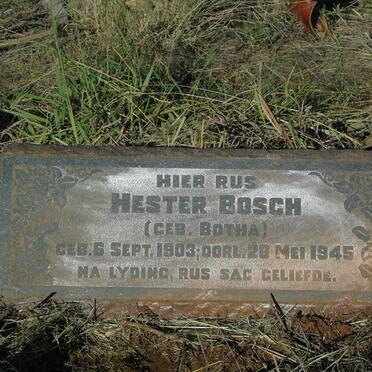 HIER RUS
HESTER BOSCH
(GEB. BOTHA)
GEB. 6 SEPT. 1903; OORL. 28 MEI 1945
NA LYDING, RUS SAG GELIEFDE.